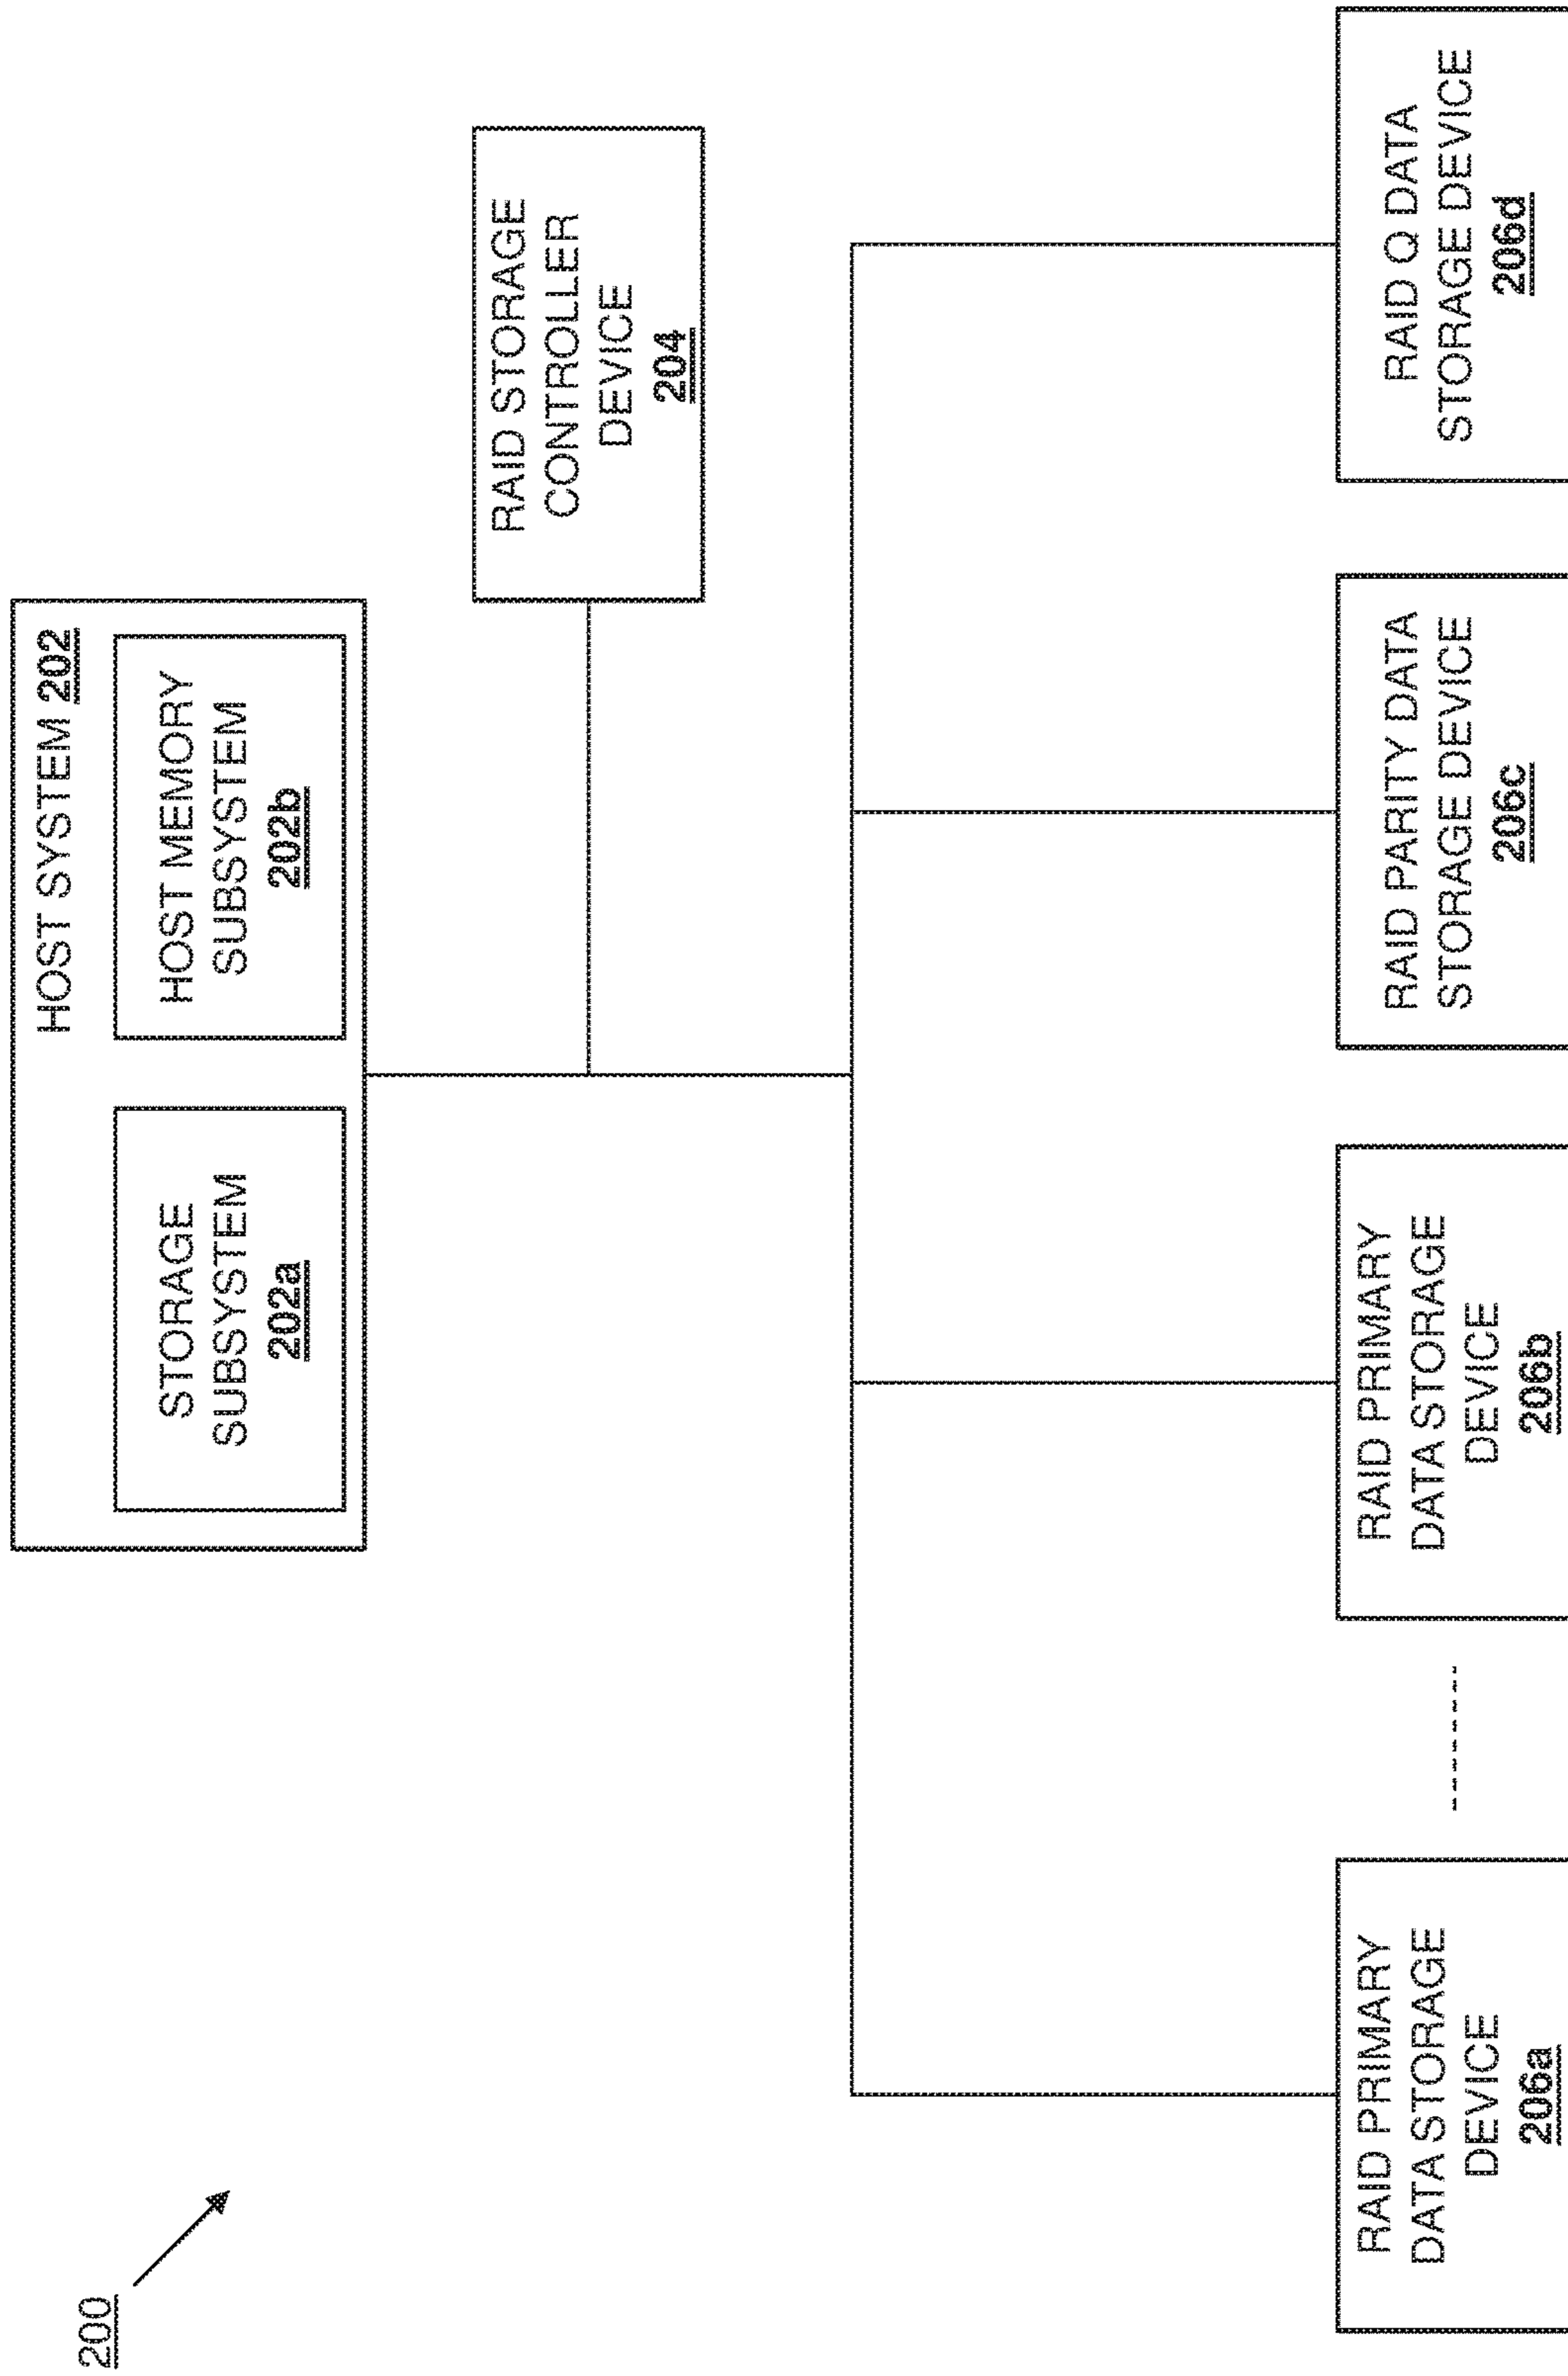 200
HOST SYSTEM 202
STORAGE
SUBSYSTEM
202a
HOST MEMORY
SUBSYSTEM
202b
RAID STORAGE
CONTROLLER
DEVICE
204
RAID PRIMARY
DATA STORAGE
DEVICE
206a
RAID PRIMARY
DATA STORAGE
DEVICE
206b
RAID PARITY DATA
STORAGE DEVICE
206c
RAID Q DATA
STORAGE DEVICE
206d